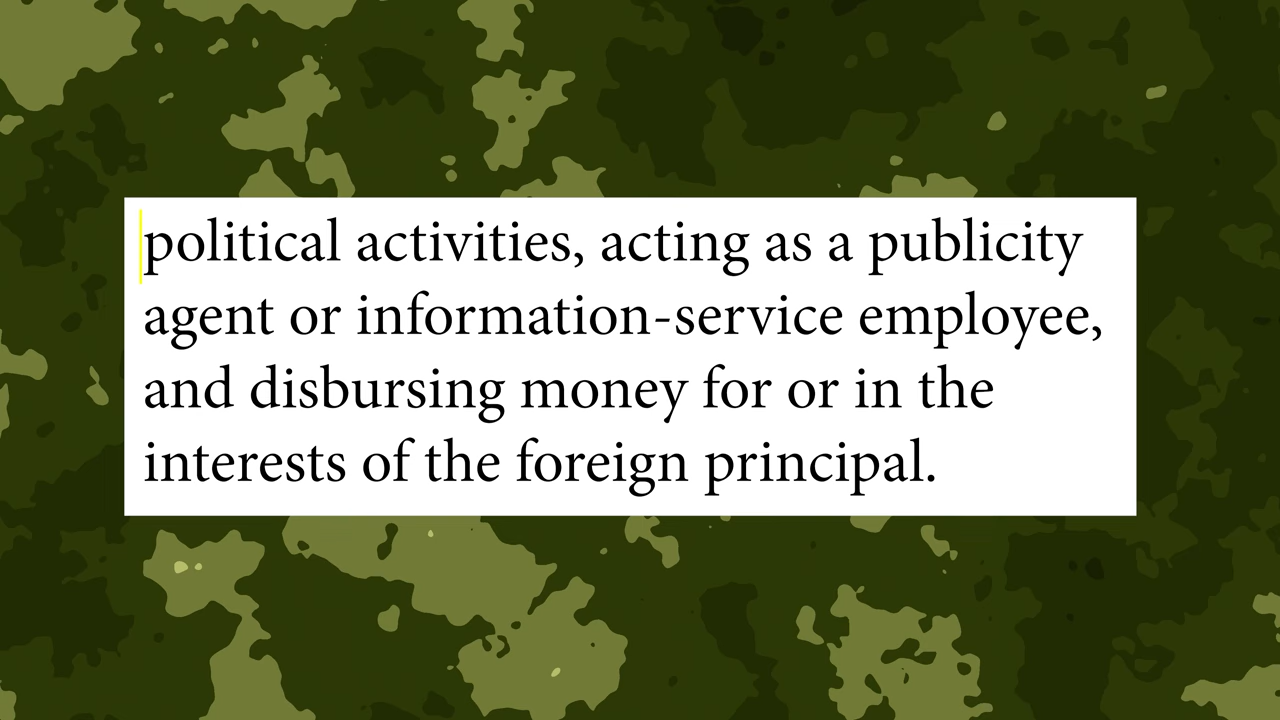 political activities, acting as a publicity
agent or information-service employee,
and disbursing money for or in the
interests of the foreign principal.